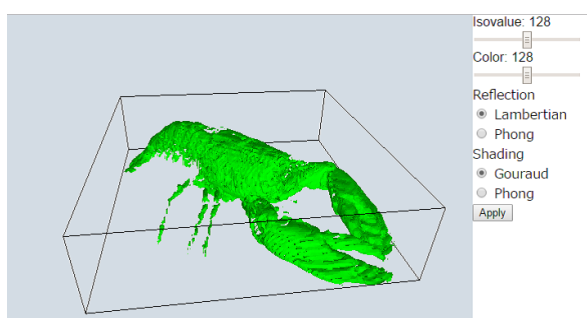 Isovalue: 128
Color: 128
Reflection
Lambertian
Phong
Shading
Gouraud
Phong
Apply